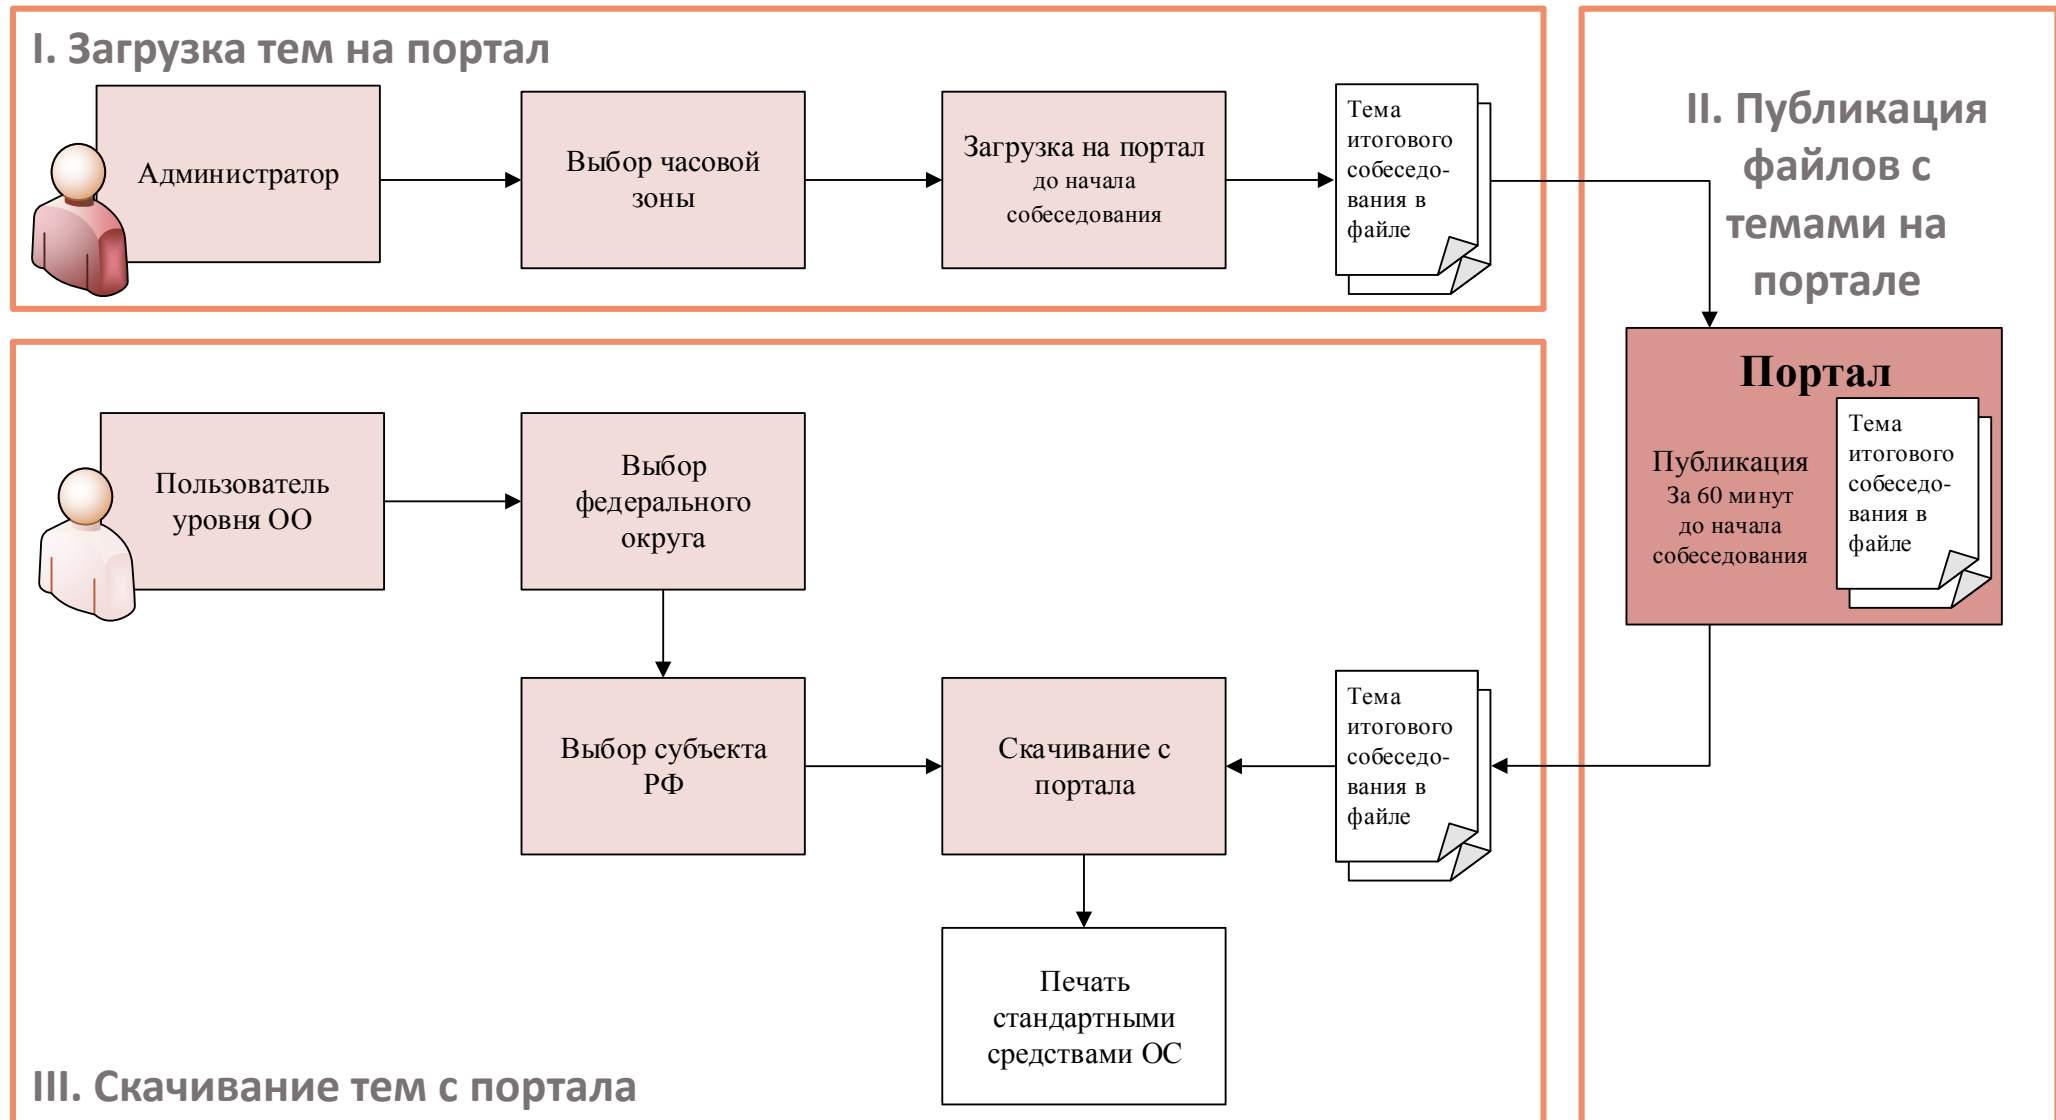 I. Загрузка тем на портал
Администратор
Выбор часовой
зоны
Загрузка на портал
до начала
собеседования
Тема
итогового
собеседо-
вания в
файле
II. Публикация
файлов с
темами на
портале
Портал
Публикация
За 60 минут
до начала
собеседования
Тема
итогового
собеседо-
вания в
файле
Пользователь
уровня ОО
Выбор
федерального
округа
Выбор субъекта
РФ
Скачивание с
портала
Тема
итогового
собеседо-
вания в
файле
Печать
стандартными
средствами ОС
III. Скачивание тем с портала